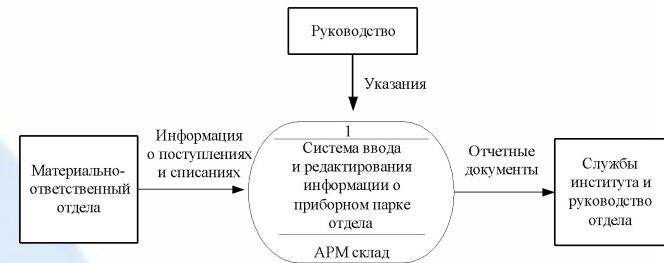 Руководство
Указания
Информация
о поступлениях
и списаниях
Материально-
ответственный
отдела
1
Система ввода
и редактирования
информации о
приборном парке
отдела
АРМ склад
Отчетные
документы
Службы
института и
руководство
отдела